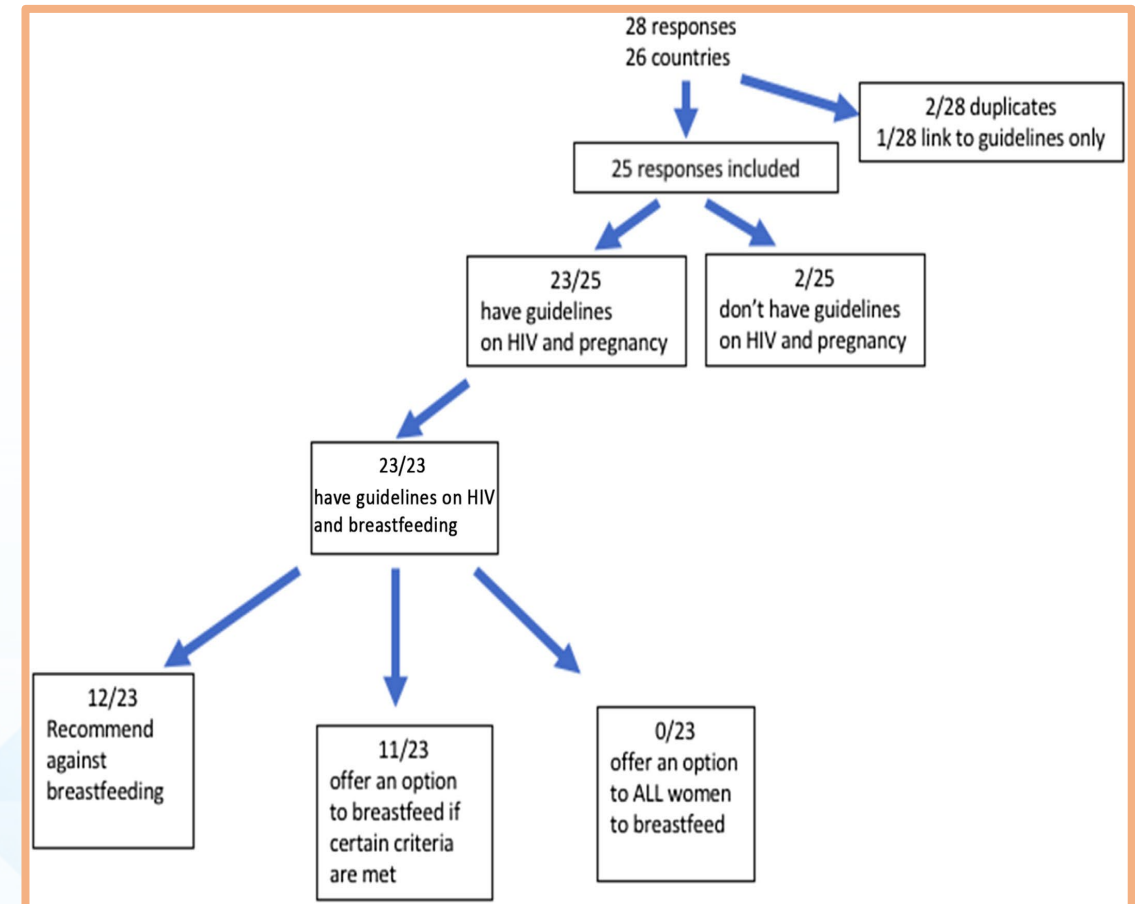 28 responses
26 countries
2/28 duplicates
1/28 link to guidelines only
25 responses included
23/25
have guidelines
on HIV and pregnancy
2/25
don't have guidelines
on HIV and pregnancy
23/23
have guidelines on HIV
and breastfeeding
12/23
Recommend
against
breastfeeding
11/23
offer an option
to breastfeed if
certain criteria
are met
0/23
offer an option
to ALL women
to breastfeed